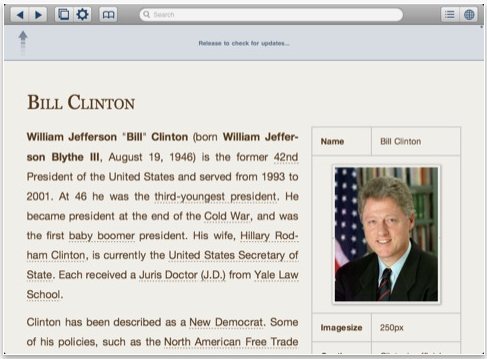 Search
Release to check for updates...
BILL CLINTON
William Jefferson "Bill" Clinton (born William Jeffer-
son Blythe III, August 19, 1946) is the former 42nd
President of the United States and served from 1993 to
2001. At 46 he was the third-youngest president. He
became president at the end of the Cold War, and was
the first baby boomer president. His wife, Hillary Rod-
ham Clinton, is currently the United States Secretary of
State. Each received a Juris Doctor (J.D.) from Yale Law
School.
Clinton has been described as a New Democrat. Some
of his policies, such as the North American Free Trade
Name Bill Clinton
Imagesize 250px